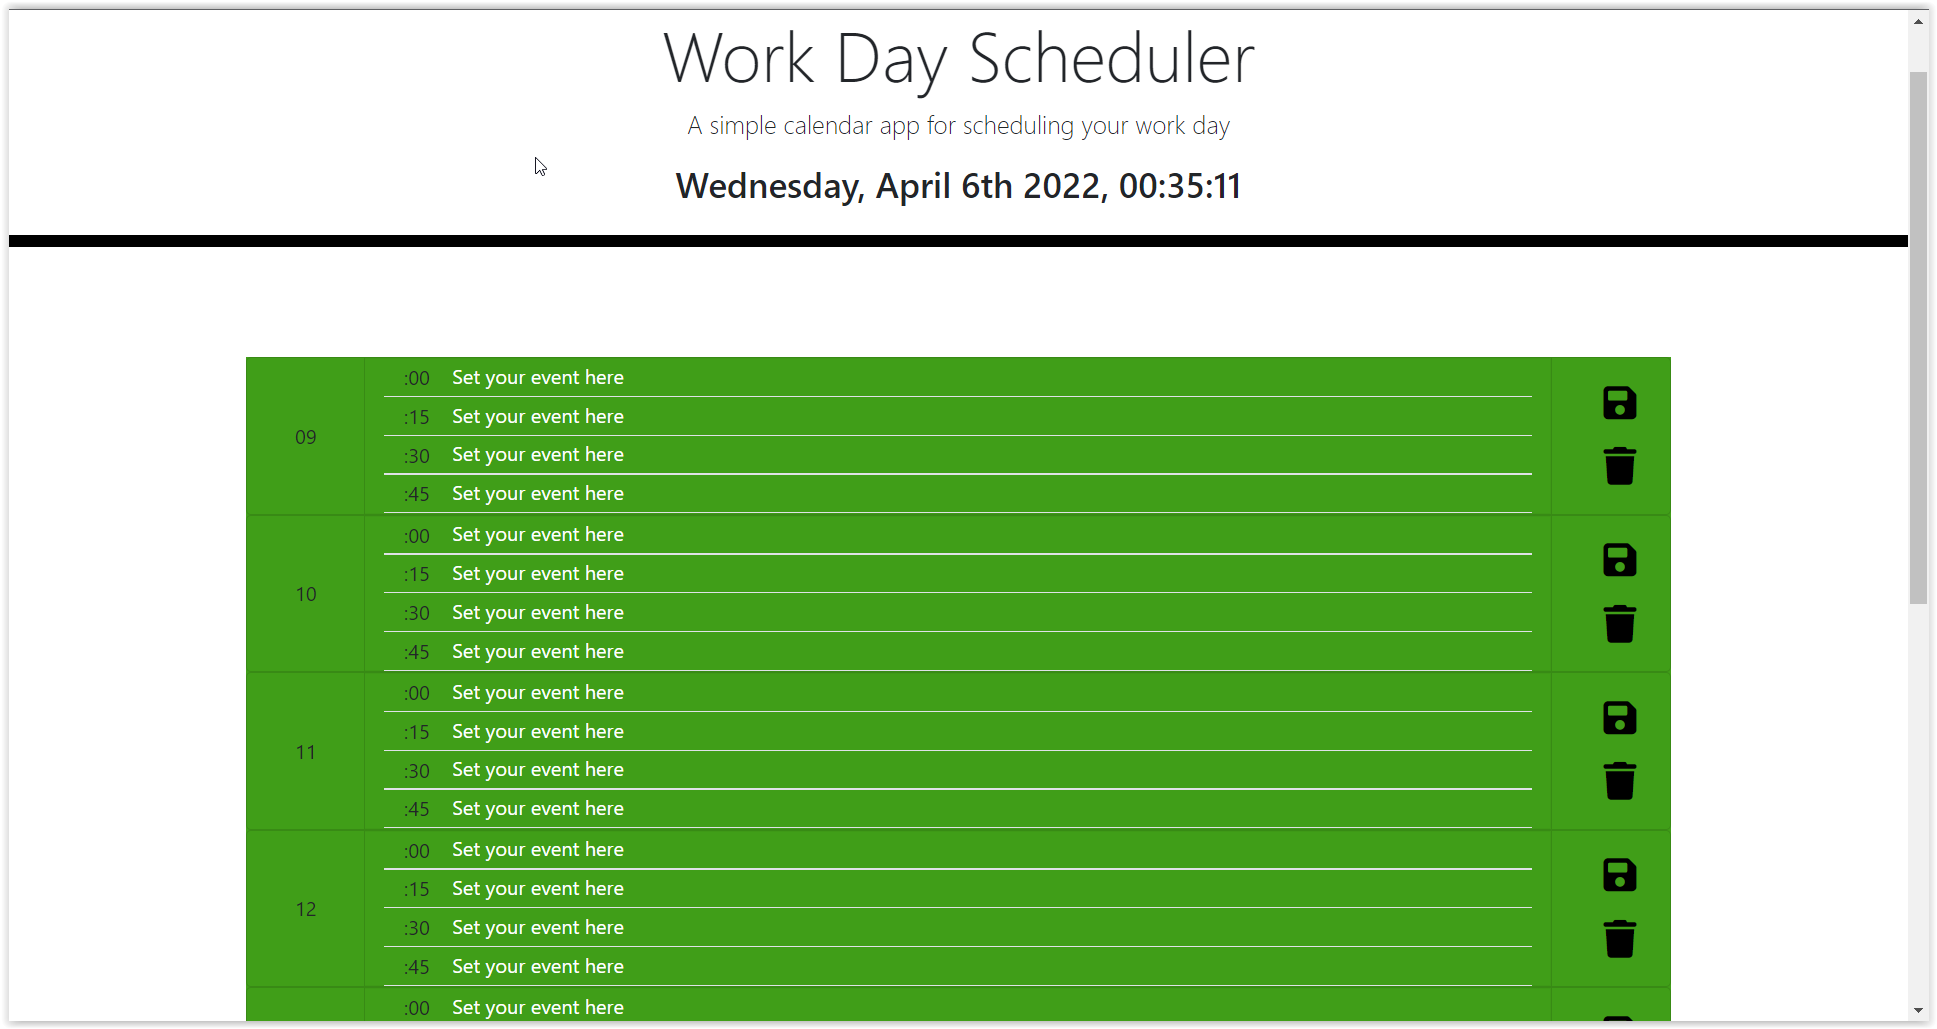 Work Day Scheduler
A simple calendar app for scheduling your work day
Wednesday, April 6th 2022, 00:35:11
09
:00 Set your event here
:15 Set your event here
:30 Set your event here
:45 Set your event here
10
:00 Set your event here
:15 Set your event here
:30 Set your event here
:45 Set your event here
11
:00 Set your event here
:15 Set your event here
:30 Set your event here
:45 Set your event here
12
:00 Set your event here
:15 Set your event here
:30 Set your event here
:45 Set your event here
:00 Set your event here